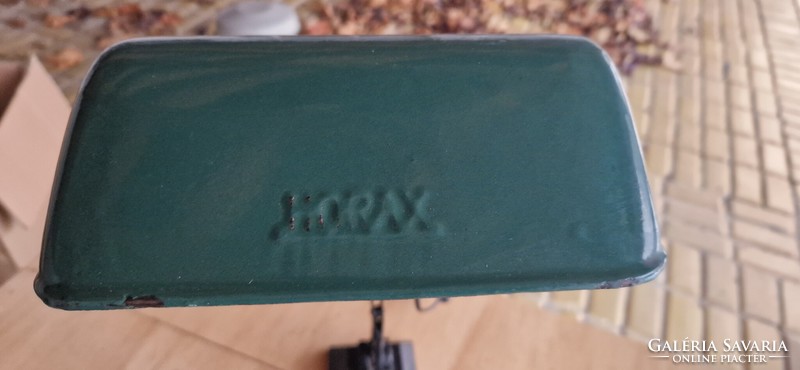 HORAX
GALÉRIA SAVARIA
ONLINE PIACTÉR